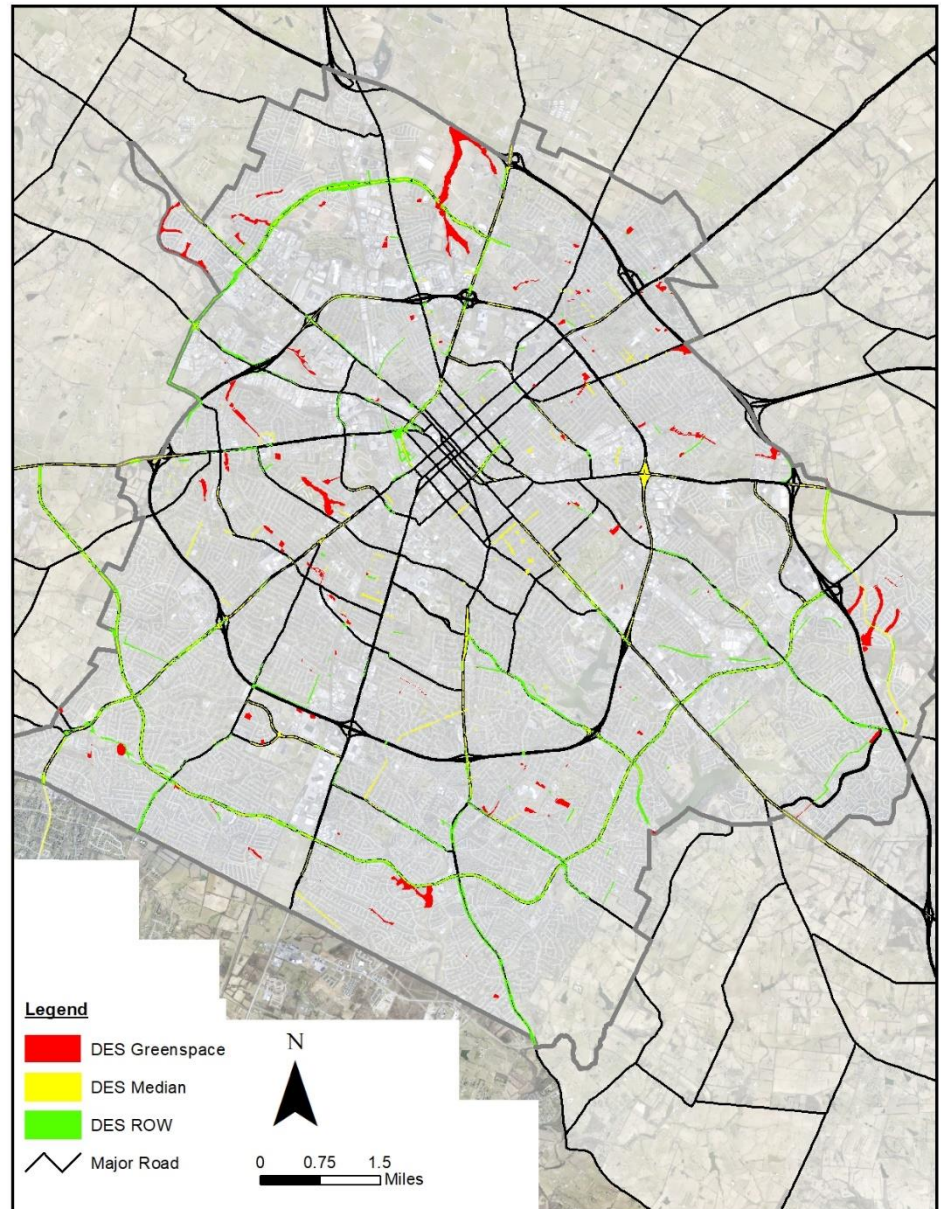 Legend
DES Greenspace
DES Median
DES ROW
Major Road
N
0 0.75 1.5
Miles